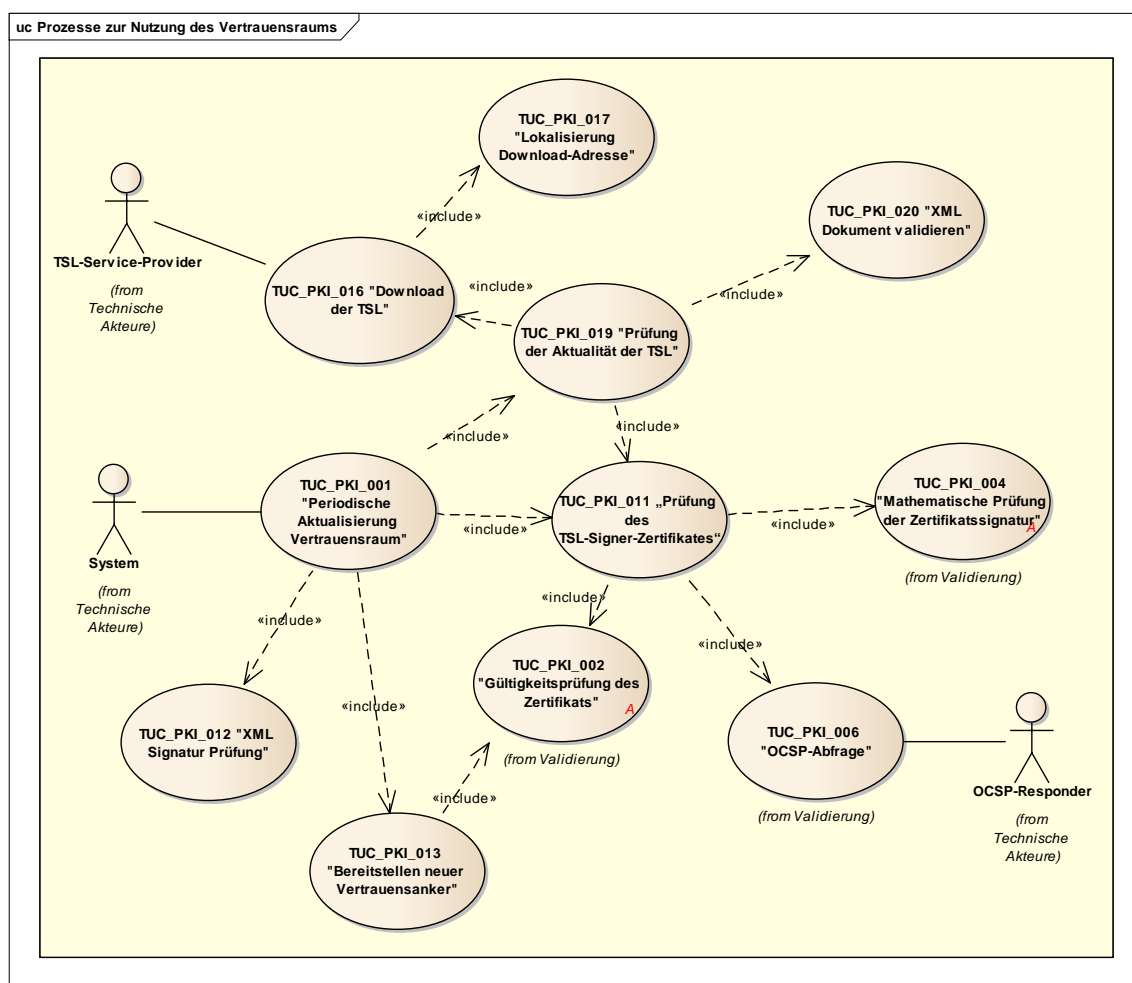 uc Prozesse zur Nutzung des Vertrauensraums
TUC_PKI_017
"Lokalisierung
Download-Adresse"
«include»
TSL-Service-Provider
(from
Technische
Akteure)
TUC_PKI_020 "XML
Dokument validieren"
«include»
TUC_PKI_016 "Download
der TSL"
«include»
TUC_PKI_019 "Prüfung
der Aktualität der TSL"
«include»
«include»
System
(from
Technische
Akteure)
TUC_PKI_001
"Periodische
Aktualisierung
Vertrauensraum"
«include»
TUC_PKI_011 „Prüfung
des
TSL-Signer-Zertifikates“
«include»
TUC_PKI_004
"Mathematische Prüfung
der Zertifikatssignatur"
A
(from Validierung)
«include»
«include»
«include»
«include»
TUC_PKI_002
"Gültigkeitsprüfung des
Zertifikats"
A
(from Validierung)
TUC_PKI_012 "XML
Signatur Prüfung"
TUC_PKI_006
"OCSP-Abfrage"
(from Validierung)
OCSP-Responder
(from
Technische
Akteure)
«include»
TUC_PKI_013
"Bereitstellen neuer
Vertrauensanker"